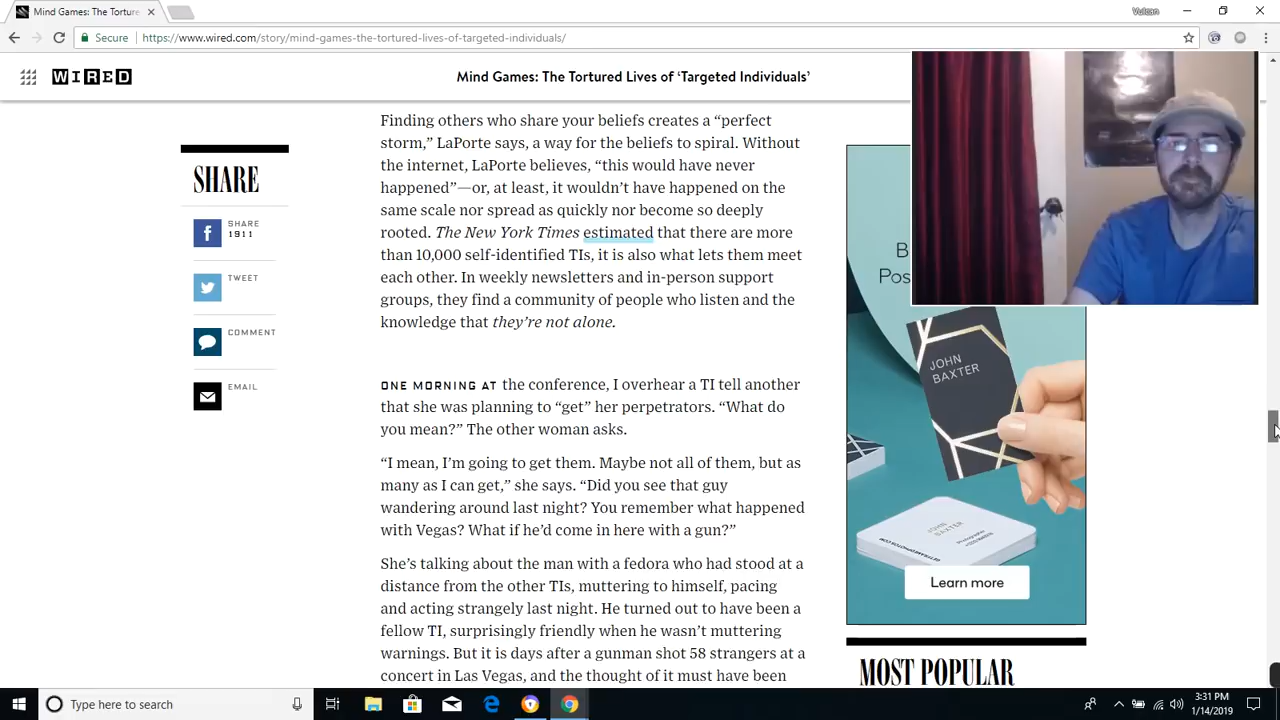 Mind Games: The Torture
Vulcan
Secure
https://www.wired.com/story/mind-games-the-tortured-lives-of-targeted-individuals/
WIRED
Mind Games: The Tortured Lives of ‘Targeted Individuals’
SHARE
SHARE
1911
TWEET
COMMENT
EMAIL
Finding others who share your beliefs creates a “perfect
storm,” LaPorte says, a way for the beliefs to spiral. Without
the internet, LaPorte believes, “this would have never
happened”—or, at least, it wouldn’t have happened on the
same scale nor spread as quickly nor become so deeply
rooted. The New York Times estimated that there are more
than 10,000 self-identified TIs, it is also what lets them meet
each other. In weekly newsletters and in-person support
groups, they find a community of people who listen and the
knowledge that they’re not alone.
ONE MORNING AT the conference, I overhear a TI tell another
that she was planning to “get” her perpetrators. “What do
you mean?” The other woman asks.
“I mean, I’m going to get them. Maybe not all of them, but as
many as I can get,” she says. “Did you see that guy
wandering around last night? You remember what happened
with Vegas? What if he’d come in here with a gun?”
She’s talking about the man with a fedora who had stood at a
distance from the other TIs, muttering to himself, pacing
and acting strangely last night. He turned out to have been a
fellow TI, surprisingly friendly when he wasn’t muttering
warnings. But it is days after a gunman shot 58 strangers at a
concert in Las Vegas, and the thought of it must have been
B
Pos
JOHN
BAXTER
JOHN
BAXTER
Learn more
MOST POPULAR
Type here to search
3:31 PM
1/14/2019